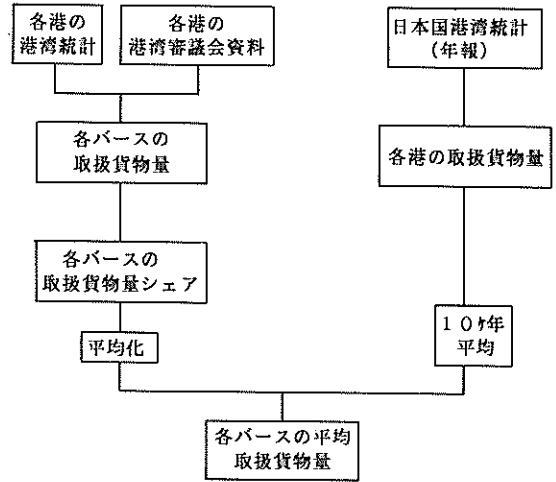 各港の
港湾統計
各港の
港湾審議会資料
日本国港湾統計
（年報）
各バースの
取扱貨物量
各港の取扱貨物量
各バースの
取扱貨物量シェア
平均化
１０ケ年
平均
各バースの平均
取扱貨物量